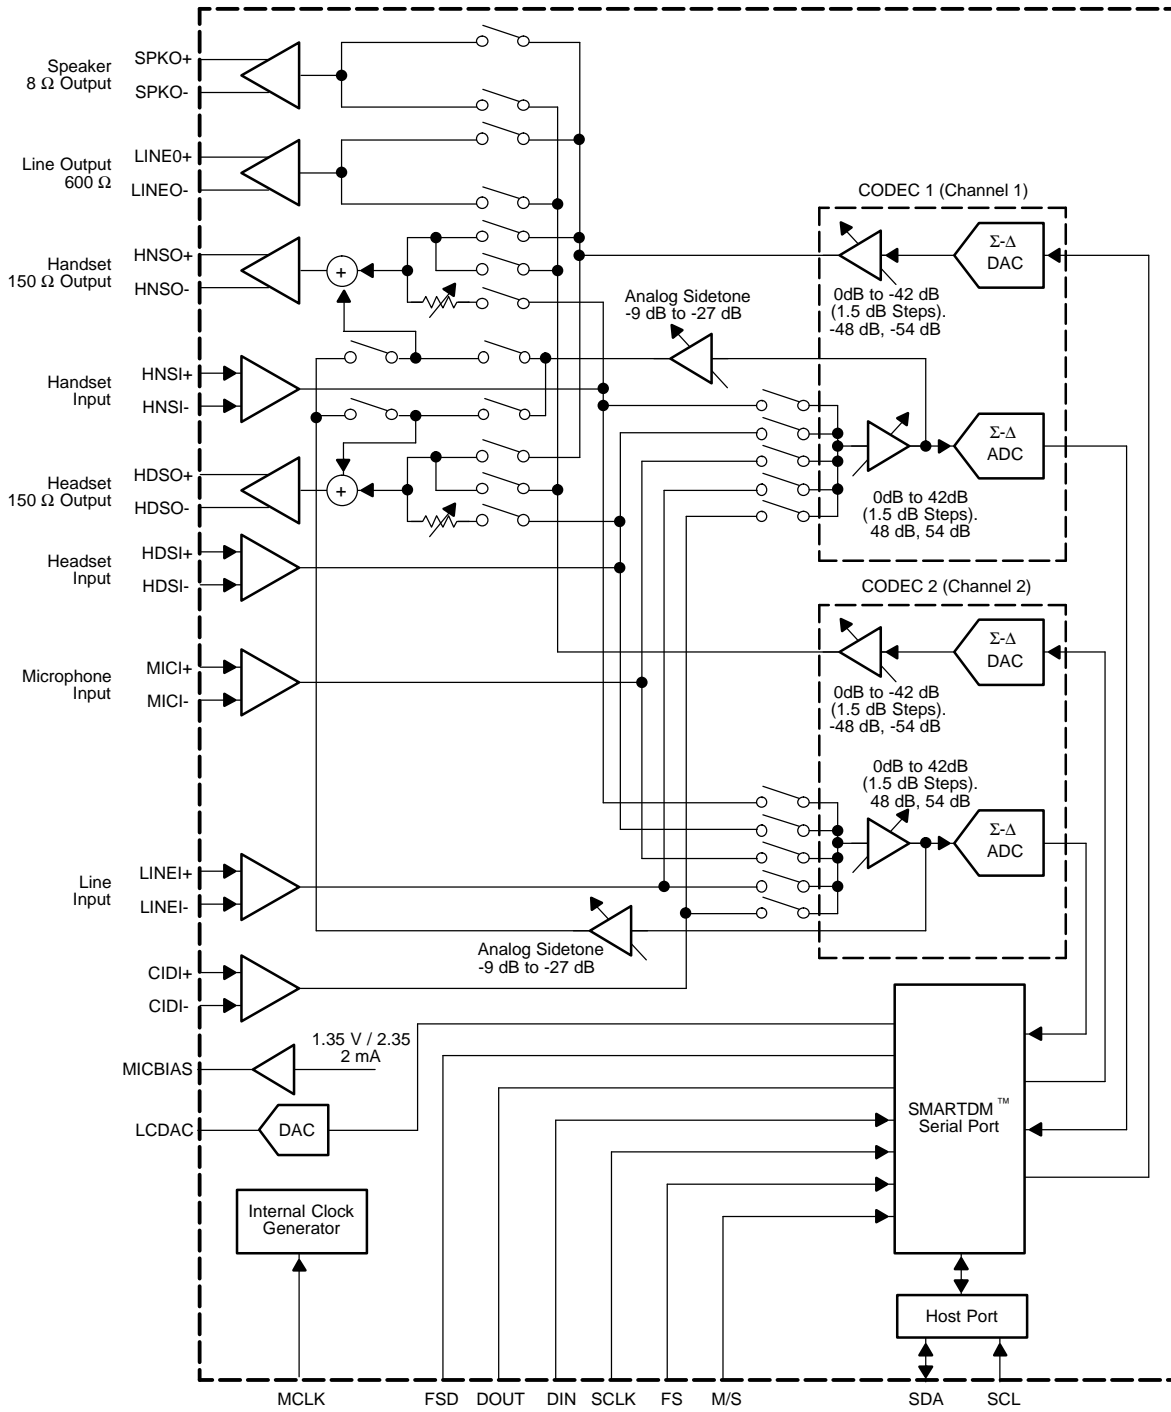 Speaker
8 Ω Output
SPKO+
SPKO-
Line Output
600 Ω
LINE0+
LINEO-
CODEC 1 (Channel 1)
Handset
150 Ω Output
HNSO+
HNSO-
+
Σ-Δ
DAC
0dB to -42 dB
(1.5 dB Steps).
-48 dB, -54 dB
Analog Sidetone
-9 dB to -27 dB
Handset
Input
HNSI+
HNSI-
Σ-Δ
ADC
0dB to 42dB
(1.5 dB Steps).
48 dB, 54 dB
Headset
150 Ω Output
HDSO+
HDSO-
+
Headset
Input
HDSI+
HDSI-
CODEC 2 (Channel 2)
Σ-Δ
DAC
0dB to -42 dB
(1.5 dB Steps).
-48 dB, -54 dB
Microphone
Input
MICI+
MICI-
0dB to 42dB
(1.5 dB Steps).
48 dB, 54 dB
Σ-Δ
ADC
Line
Input
LINEI+
LINEI-
Analog Sidetone
-9 dB to -27 dB
CIDI+
CIDI-
1.35 V / 2.35
2 mA
MICBIAS
LCDAC
DAC
SMARTDM™
Serial Port
Internal Clock
Generator
Host Port
MCLK
FSD
DOUT
DIN
SCLK
FS
M/S
SDA
SCL